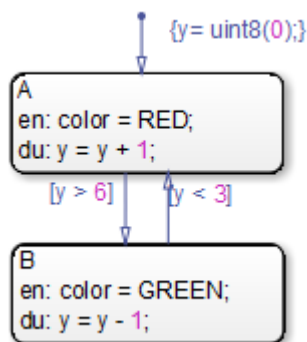 {y= uint8(0);}
A
en: color = RED;
du: y = y + 1;
[y > 6]
[y < 3]
B
en: color = GREEN;
du: y = y - 1;